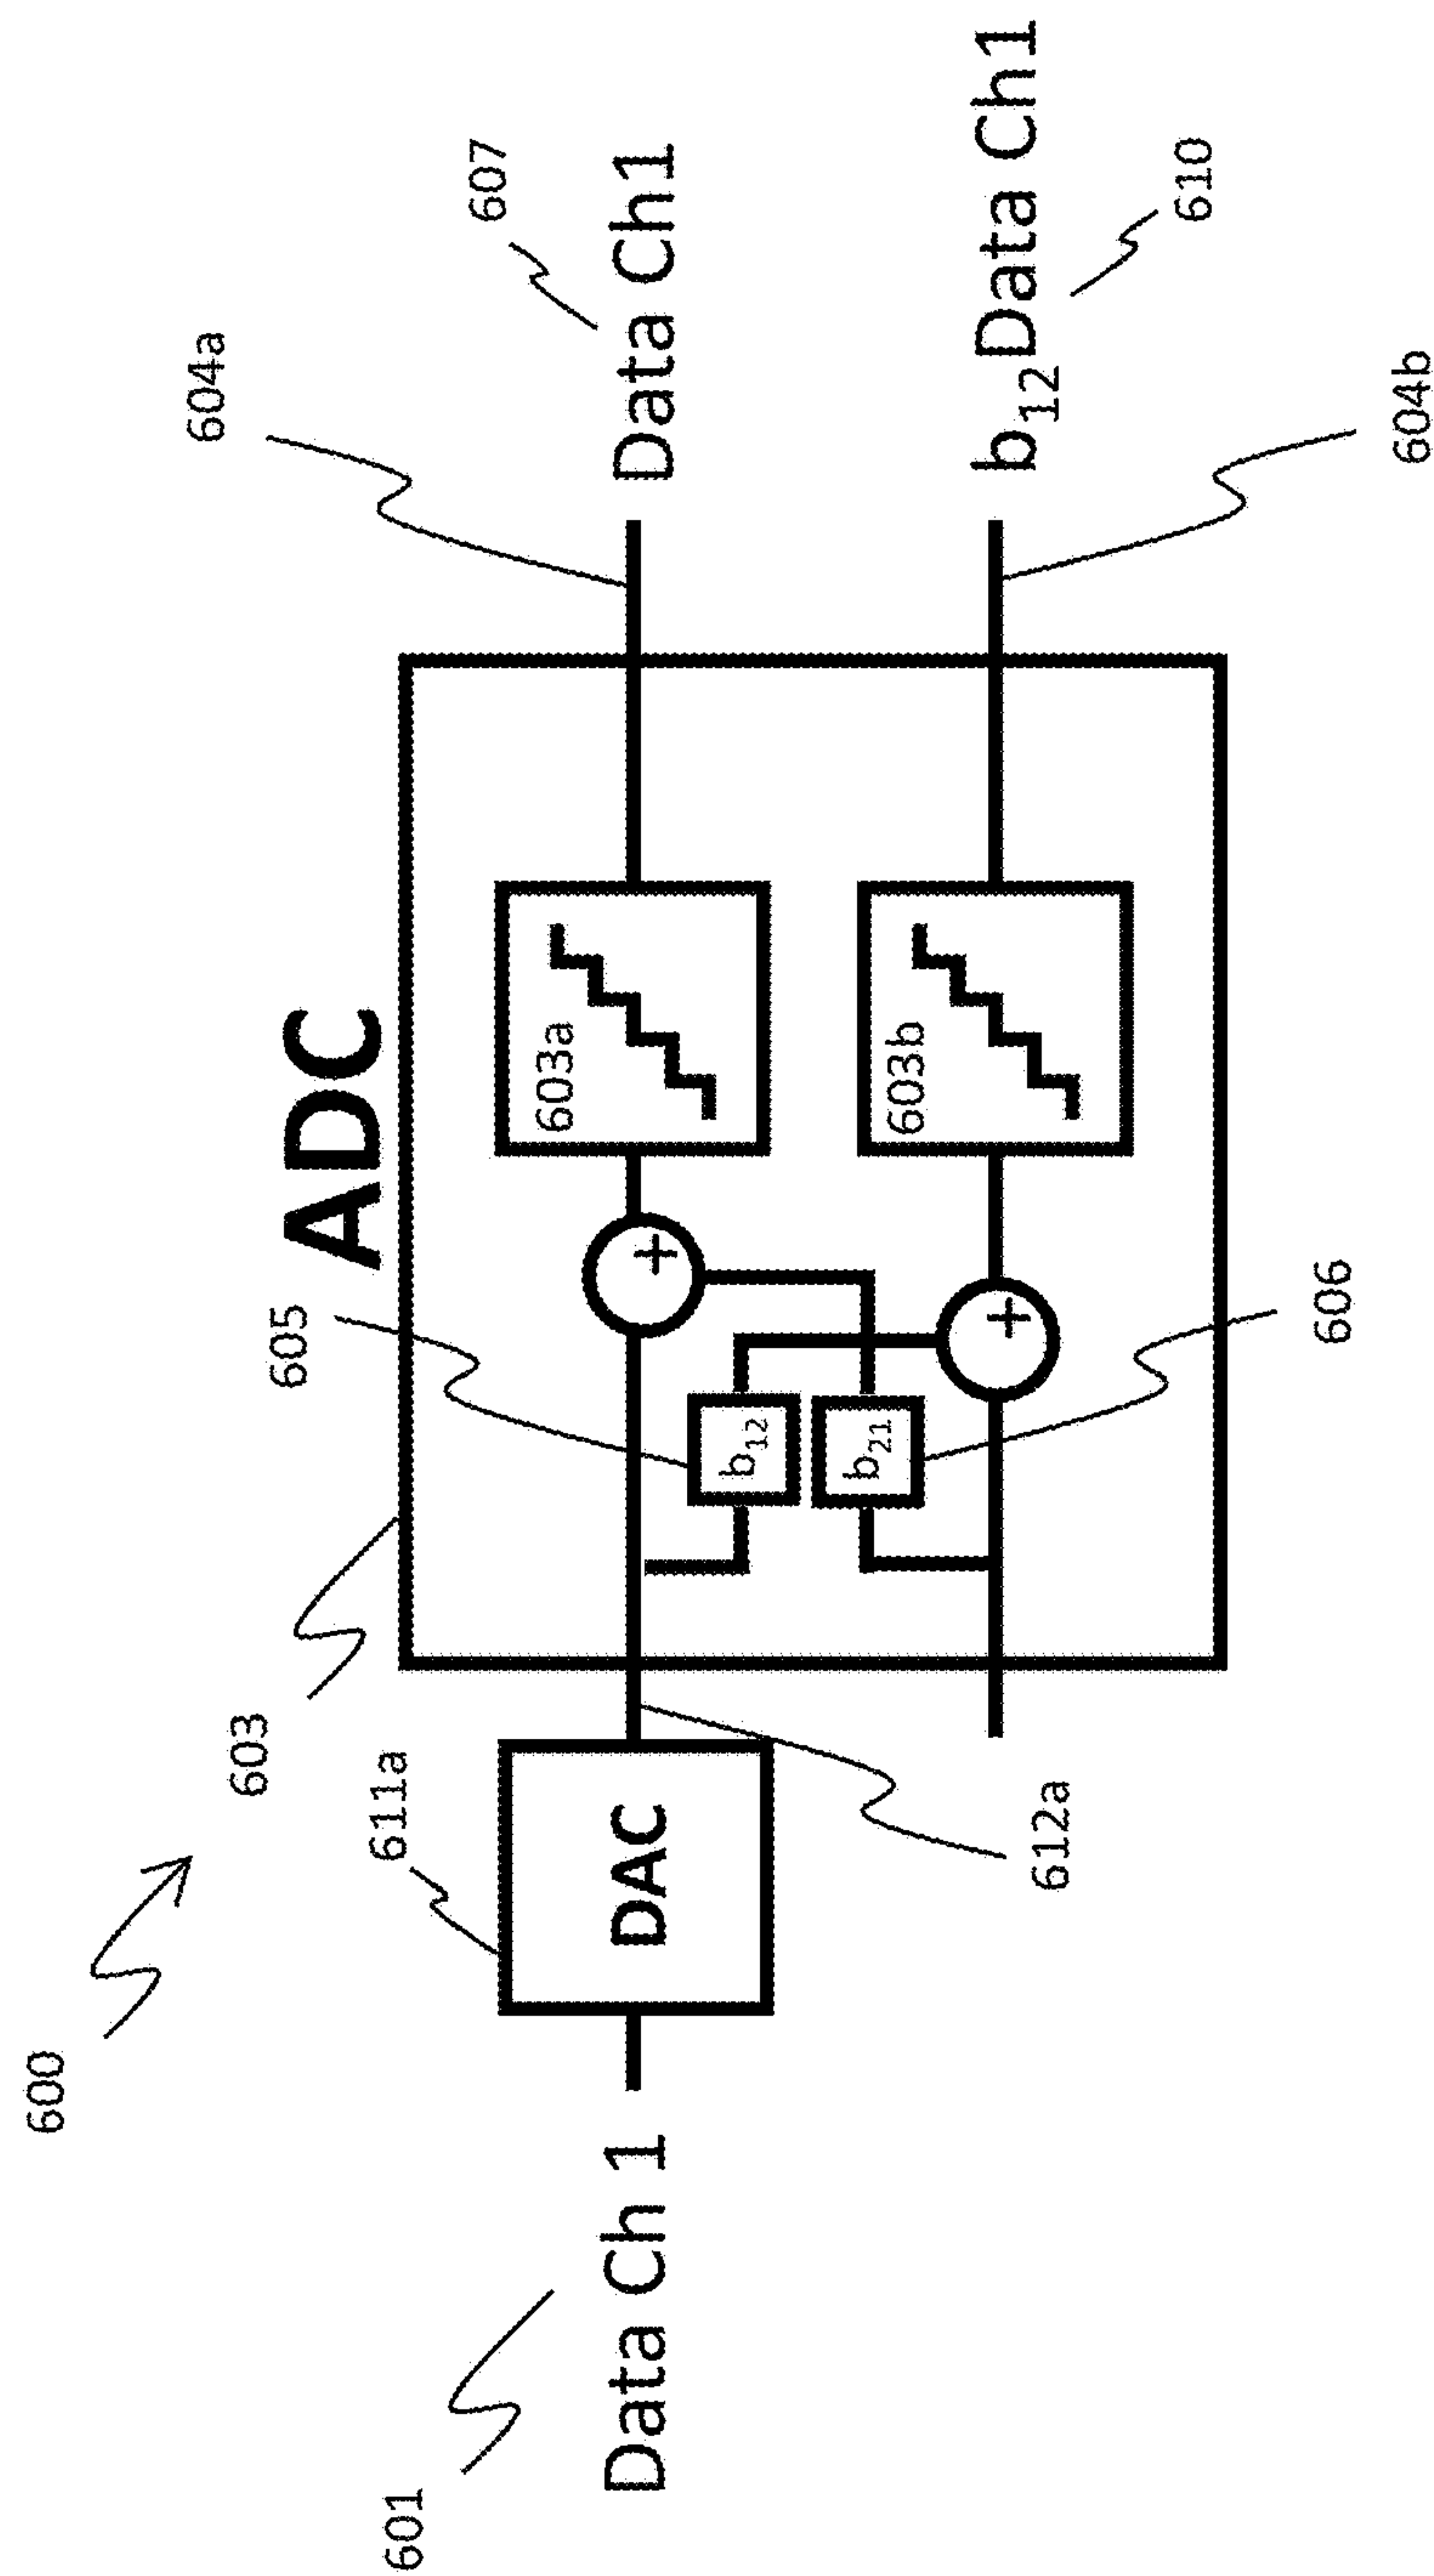 600
601
Data Ch 1
611a
DAC
612a
603
ADC
605
b12
b21
606
+
+
603a
603b
604a
604b
607
Data Ch1
b12Data Ch1
610